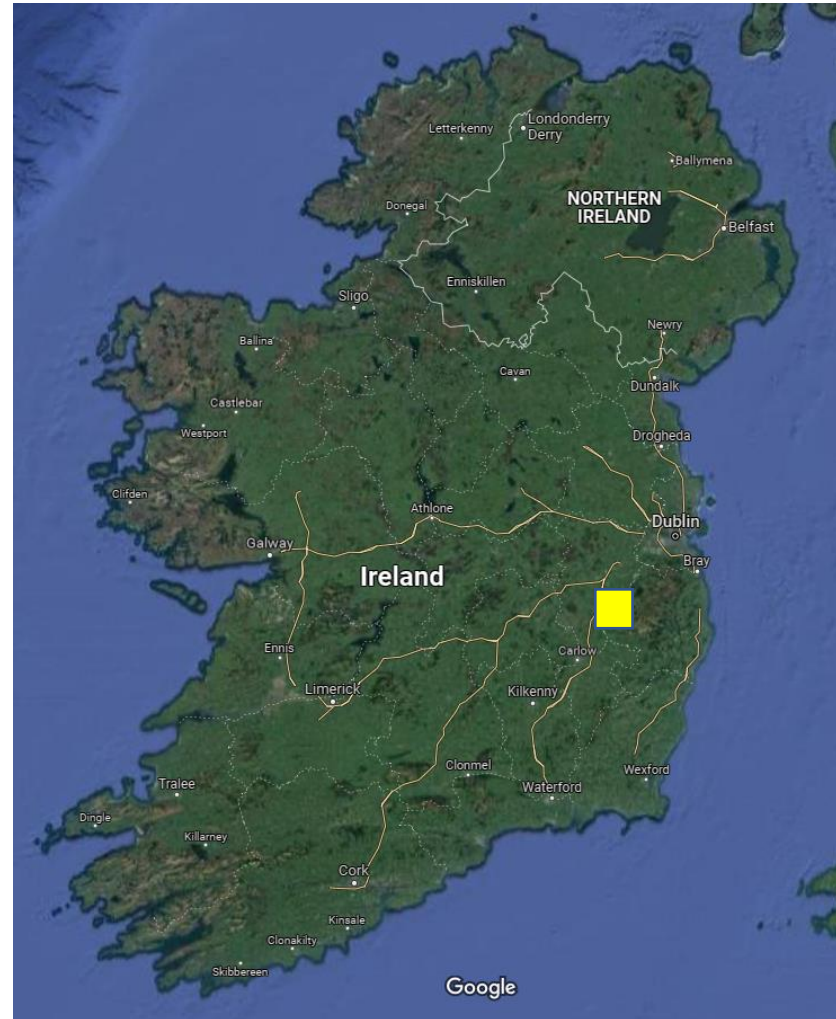 Londonderry
Derry
Letterkenny
Ballymena
NORTHERN
IRELAND
Donegal
Belfast
Enniskillen
Sligo
Newry
Ballina
Cavan
Dundalk
Castlebar
Westport
Drogheda
Clifden
Athlone
Dublin
Galway
Bray
Ireland
Ennis
Carlow
Limerick
Kilkenny
Clonmel
Wexford
Tralee
Waterford
Dingle
Killarney
Cork
Kinsale
Clonakilty
Skibbereen
Google